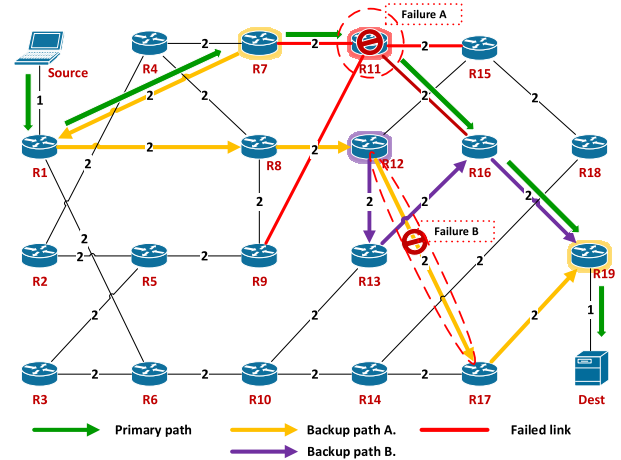 Failure A
2
2
2
Source
R4
R7
R11
R15
2
1
2
2
2
2
2
2
2
R1
R8
R12
R16
R18
2
2
2
2
2
Failure B
2
2
2
2
R2
R5
R9
R13
R19
2
2
2
1
2
2
2
2
R3
R6
R10
R14
R17
Dest
Primary path
Backup path A.
Failed link
Backup path B.